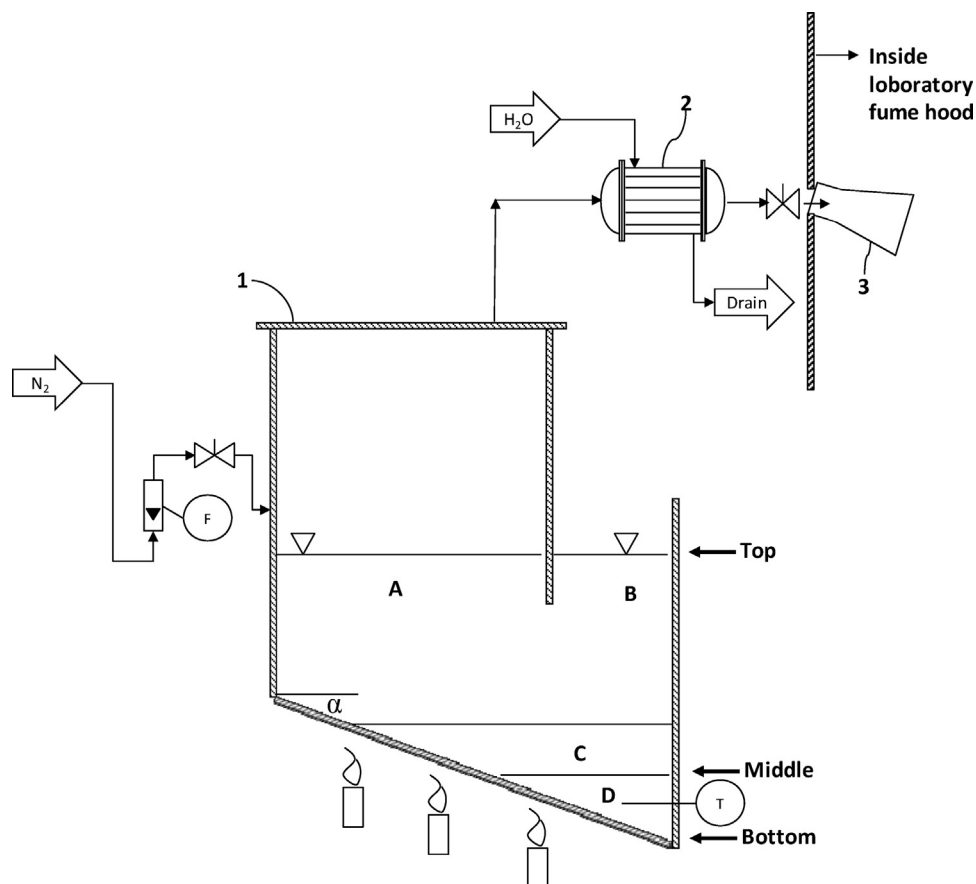 Inside
loboratory
fume hood
2
H₂O
3
Drain
1
N₂
F
Top
A
B
α
C
Middle
D
T
Bottom